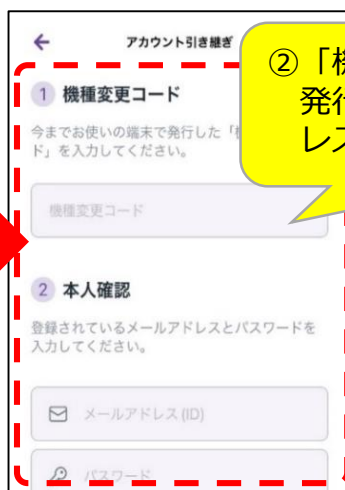 アカウント引き継ぎ
②「機
発行
レス
1 機種変更コード
今までお使いの端末で発行した「
ド」を入力してください。
機種変更コード
2 本人確認
登録されているメールアドレスとパスワードを
入力してください。
メールアドレス(ID)
パスワード